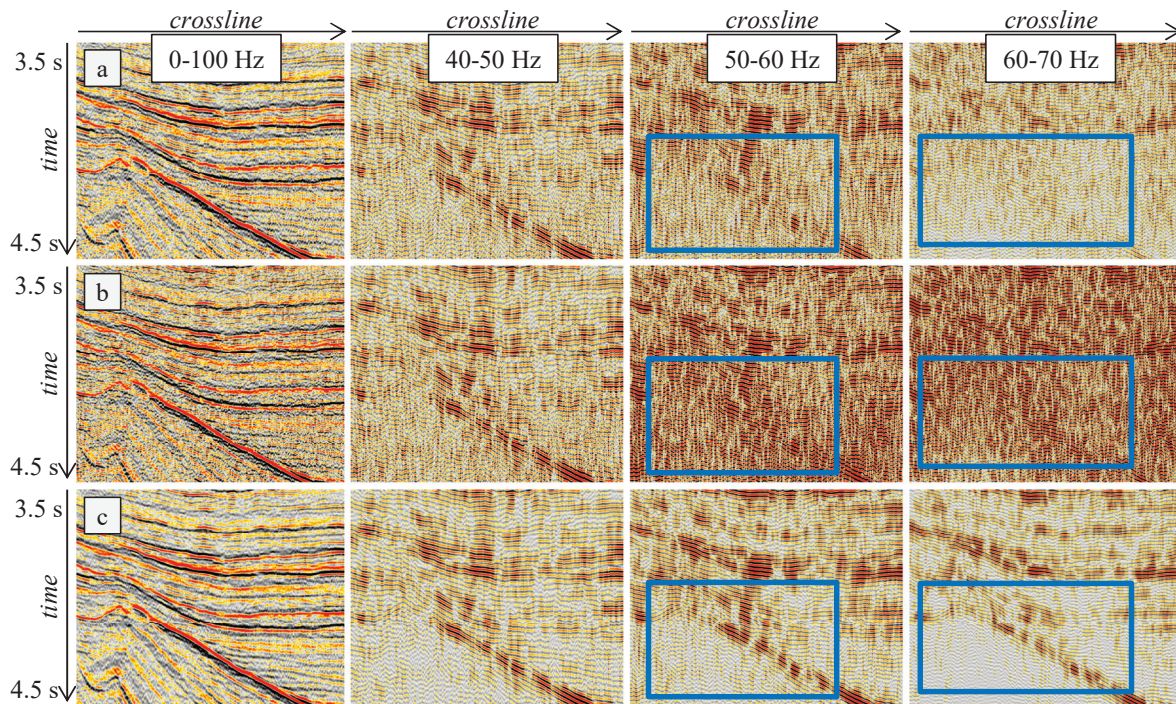 crossline crossline crossline crossline
0-100 Hz 40-50 Hz 50-60 Hz 60-70 Hz
3.5 s
a
time
4.5 s
3.5 s
b
time
4.5 s
3.5 s
c
time
4.5 s